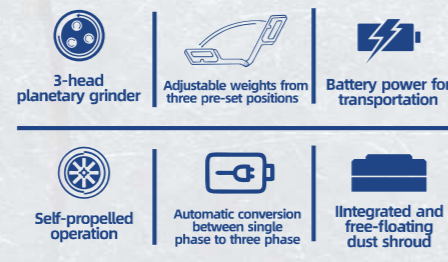 3-head
planetary grinder
Adjustable weights from
three pre-set positions
Battery power for
transportation
Self-propelled
operation
Automatic conversion
between single
phase to three phase
IIntegrated and
free-floating
dust shroud